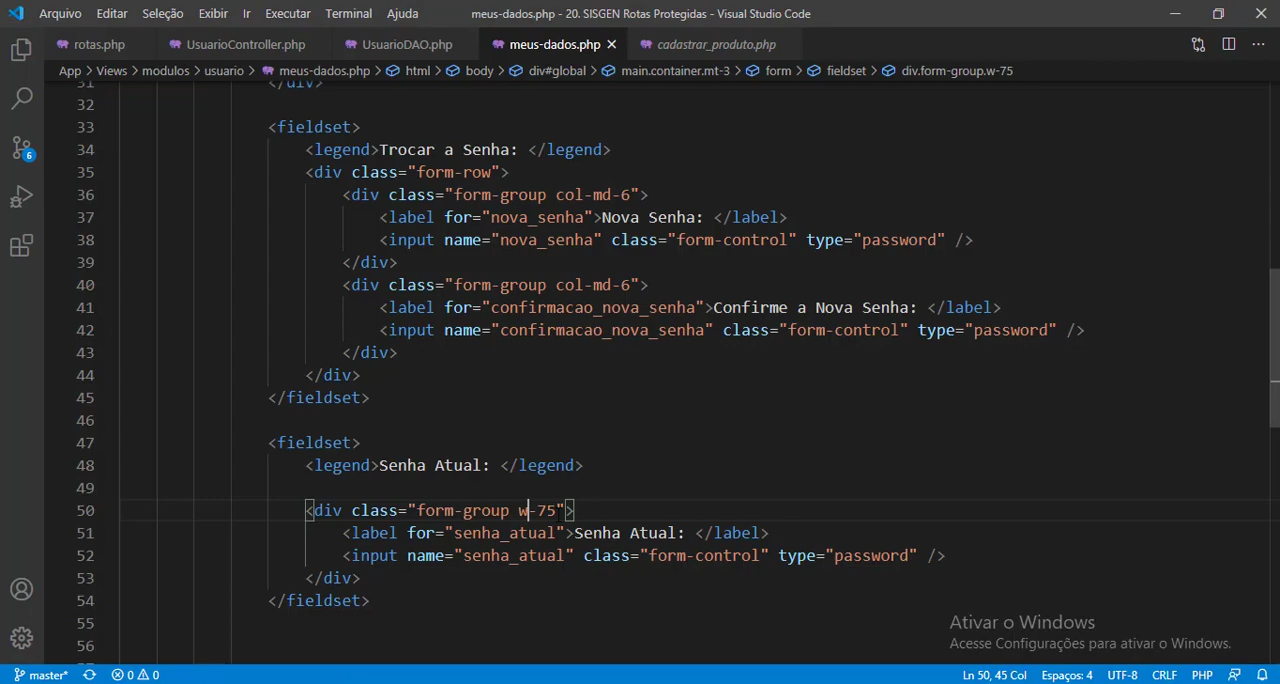 Arquivo Editar Seleção Exibir Ir Executar Terminal Ajuda meus-dados.php - 20. SISGEN Rotas Protegidas - Visual Studio Code
rotas.php UsuarioController.php UsuarioDAO.php meus-dados.php cadastrar_produto.php
App > Views > modulos > usuario > meus-dados.php > html > body > div#global > main.container.mt-3 > form > fieldset > div.form-group.w-75
31 </div>
32
33 <fieldset>
34 <legend>Trocar a Senha: </legend>
35 <div class="form-row">
36 <div class="form-group col-md-6">
37 <label for="nova_senha">Nova Senha: </label>
38 <input name="nova_senha" class="form-control" type="password" />
39 </div>
40 <div class="form-group col-md-6">
41 <label for="confirmacao_nova_senha">Confirme a Nova Senha: </label>
42 <input name="confirmacao_nova_senha" class="form-control" type="password" />
43 </div>
44 </div>
45 </fieldset>
46
47 <fieldset>
48 <legend>Senha Atual: </legend>
49
50 <div class="form-group w-75">
51 <label for="senha_atual">Senha Atual: </label>
52 <input name="senha_atual" class="form-control" type="password" />
53 </div>
54 </fieldset>
55
56
6
Ativar o Windows
Acesse Configurações para ativar o Windows.
master* 0 0 Ln 50, 45 Col Espaços: 4 UTF-8 CRLF PHP